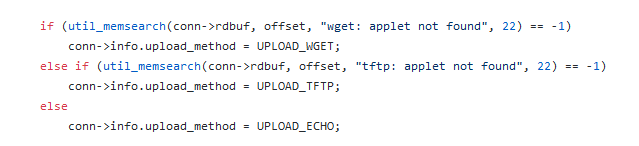 if (util_memsearch(conn->rdbuf, offset, "wget: applet not found", 22) == -1)
    conn->info.upload_method = UPLOAD_WGET;
else if (util_memsearch(conn->rdbuf, offset, "tftp: applet not found", 22) == -1)
    conn->info.upload_method = UPLOAD_TFTP;
else
    conn->info.upload_method = UPLOAD_ECHO;